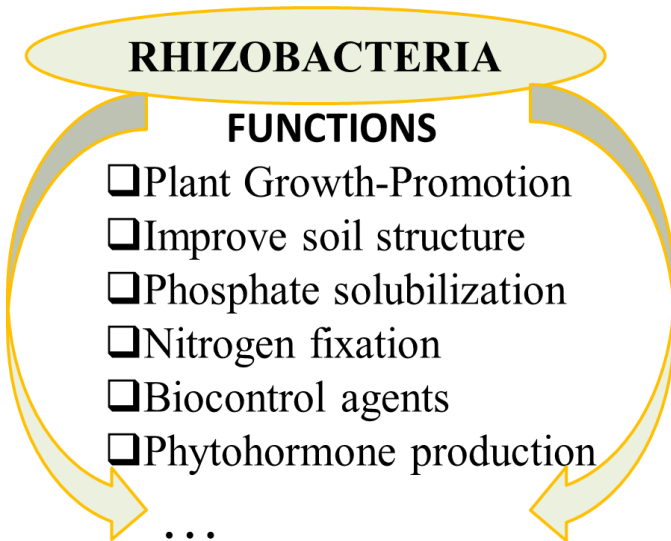 RHIZOBACTERIA
FUNCTIONS
❑Plant Growth-Promotion
❑Improve soil structure
❑Phosphate solubilization
❑Nitrogen fixation
❑Biocontrol agents
❑Phytohormone production
...